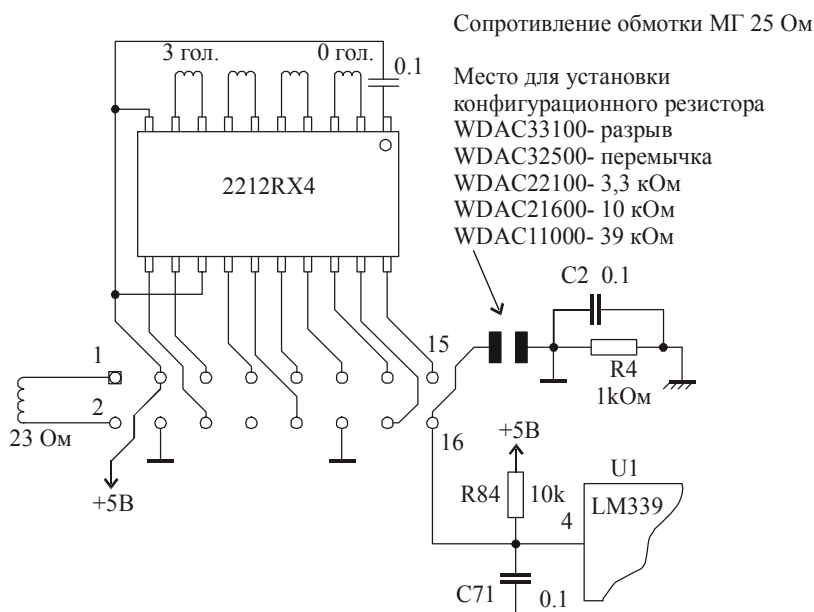 Сопротивление обмотки МГ 25 Ом
3 гол.
0 гол.
0.1
Место для установки
конфигурационного резистора
WDAC33100- разрыв
WDAC32500- перемычка
WDAC22100- 3,3 кОм
WDAC21600- 10 кОм
WDAC11000- 39 кОм
2212RX4
C2 0.1
1
15
R4
1kОм
2
16
23 Ом
+5В
+5В
U1
R84
10k
4
LM339
C71
0.1